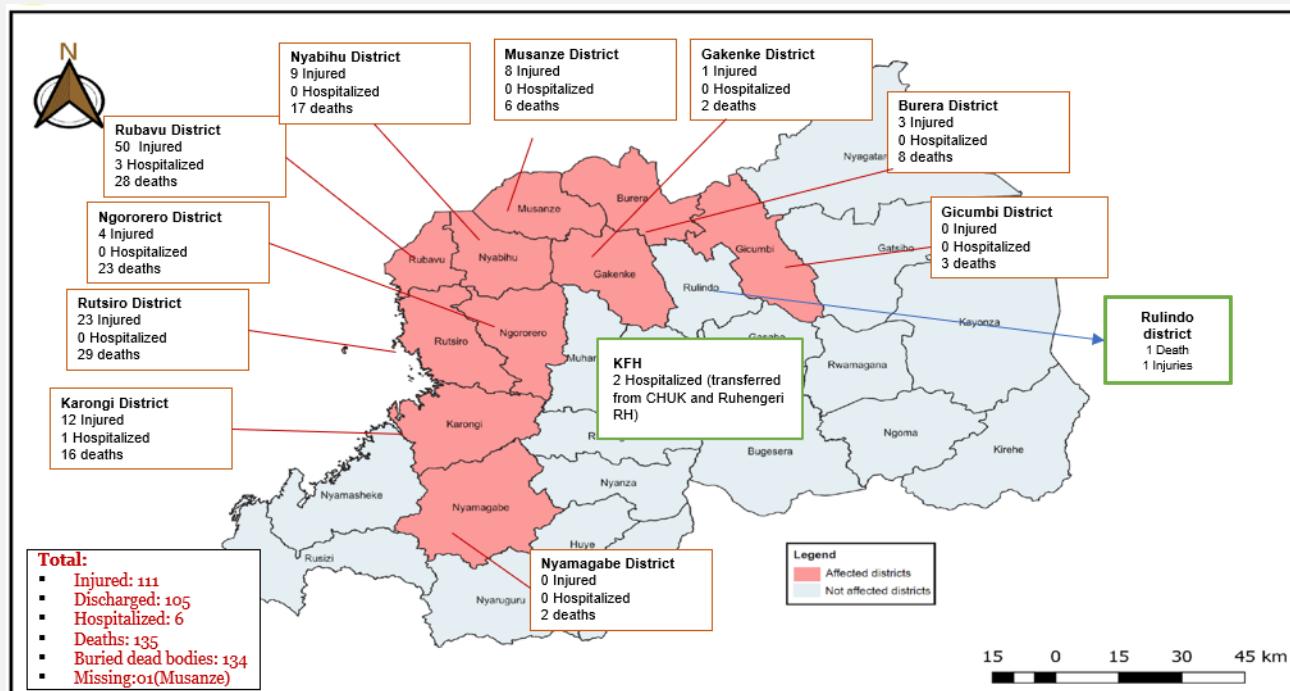 N
Nyabihu District
9 Injured
0 Hospitalized
17 deaths
Musanze District
8 Injured
0 Hospitalized
6 deaths
Gakenke District
1 Injured
0 Hospitalized
2 deaths
Burera District
3 Injured
0 Hospitalized
8 deaths
Rubavu District
50 Injured
3 Hospitalized
28 deaths
Ngororero District
4 Injured
0 Hospitalized
23 deaths
Gicumbi District
0 Injured
0 Hospitalized
3 deaths
Rutsiro District
23 Injured
0 Hospitalized
29 deaths
Rulindo
district
1 Death
1 Injuries
KFH
2 Hospitalized (transferred
from CHUK and Ruhengeri
RH)
Karongi District
12 Injured
1 Hospitalized
16 deaths
Nyamagabe District
0 Injured
0 Hospitalized
2 deaths
Musanze
Burera
Rubavu
Nyabihu
Gakenke
Gicumbi
Rulindo
Gatsibo
Kayonza
Rutsiro
Ngororero
Rwamagana
Karongi
Ngoma
Kirehe
Bugesera
Nyamasheke
Nyanza
Nyamagabe
Huye
Rusizi
Nyaruguru
Total:
Injured: 111
Discharged: 105
Hospitalized: 6
Deaths: 135
Buried dead bodies: 134
Missing:01(Musanze)
Legend
Affected districts
Not affected districts
15 0 15 30 45 km